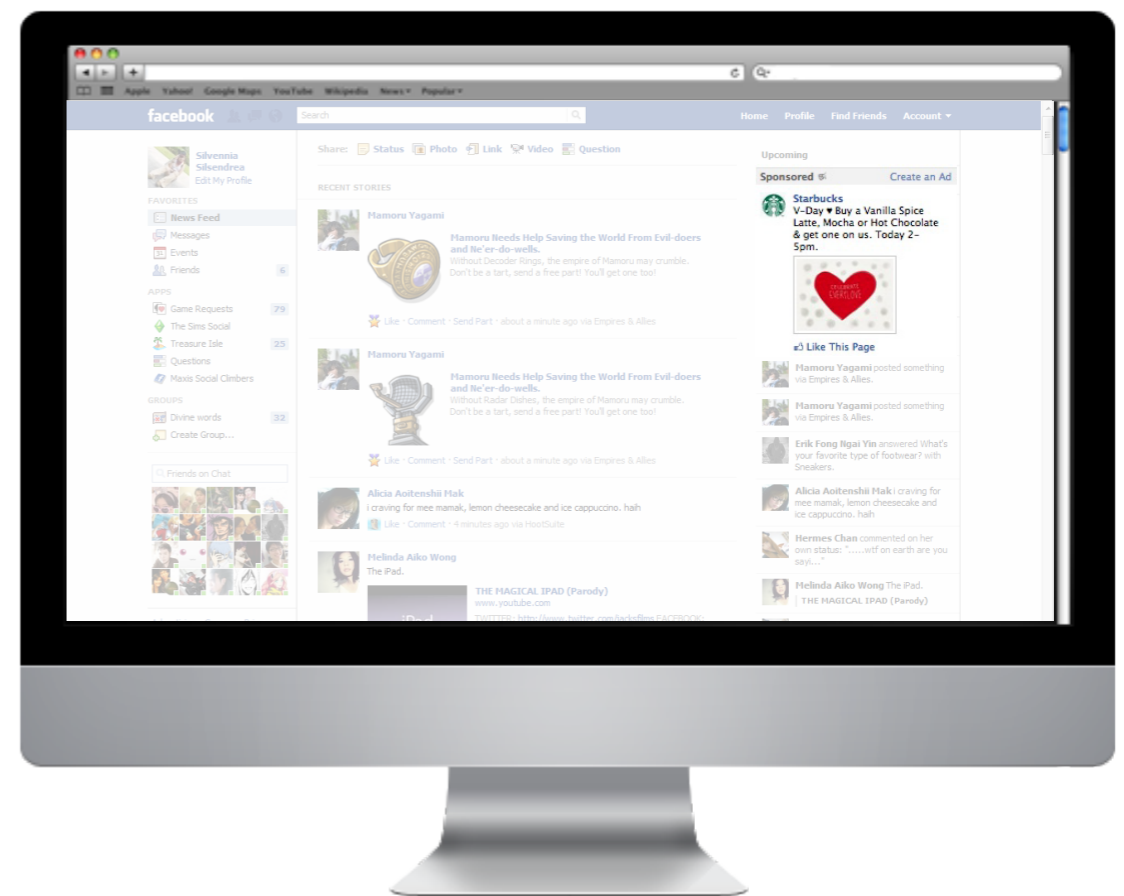 Apple Yahoo! Google Maps YouTube Wikipedia News Popular
facebook
Search
Home Profile Find Friends Account
Silvennia
Silsendrea
Edit My Profile
FAVORITES
News Feed
Messages
Events
Friends 6
APPS
Game Requests 79
The Sims Social
Treasure Isle 25
Questions
Maxis Social Climbers
GROUPS
Divine words 32
Create Group...
Friends on Chat
Share: Status Photo Link Video Question
RECENT STORIES
Mamoru Yagami
Mamoru Needs Help Saving the World From Evil-doers
and Ne'er-do-wells.
Without Decoder Rings, the empire of Mamoru may crumble.
Don't be a tart, send a free part! You'll get one too!
Like · Comment · Send Part · about a minute ago via Empires & Allies
Mamoru Yagami
Mamoru Needs Help Saving the World From Evil-doers
and Ne'er-do-wells.
Without Radar Dishes, the empire of Mamoru may crumble.
Don't be a tart, send a free part! You'll get one too!
Like · Comment · Send Part · about a minute ago via Empires & Allies
Alicia Aoitenshii Mak
i craving for mee mamak, lemon cheesecake and ice cappuccino. haih
Like · Comment · 4 minutes ago via HootSuite
Melinda Aiko Wong
The iPad.
iPad
THE MAGICAL IPAD (Parody)
www.youtube.com
TWITTER: http://www.twitter.com/jacksfilms FACEBOOK:
Upcoming
Sponsored Create an Ad
Starbucks
V-Day ♥ Buy a Vanilla Spice
Latte, Mocha or Hot Chocolate
& get one on us. Today 2-
5pm.
CELEBRATE
EVERYLOVE
Like This Page
Mamoru Yagami posted something
via Empires & Allies.
Mamoru Yagami posted something
via Empires & Allies.
Erik Fong Ngai Yin answered What's
your favorite type of footwear? with
Sneakers.
Alicia Aoitenshii Mak i craving for
mee mamak, lemon cheesecake and
ice cappuccino. haih
Hermes Chan commented on her
own status: "......wtf on earth are you
sayi..."
Melinda Aiko Wong The iPad.
THE MAGICAL IPAD (Parody)